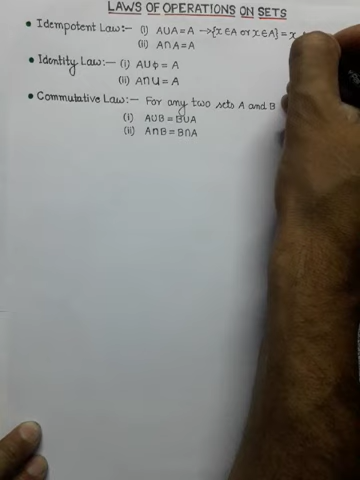 LAWS OF OPERATIONS ON SETS
• Idempotent Law:- (i) A∪A = A → {x∈A or x∈A} = x
(ii) A∩A = A
• Identity Law:- (i) A∪ϕ = A
(ii) A∩U = A
• Commutative Law:- For any two sets A and B
(i) A∪B = B∪A
(ii) A∩B = B∩A